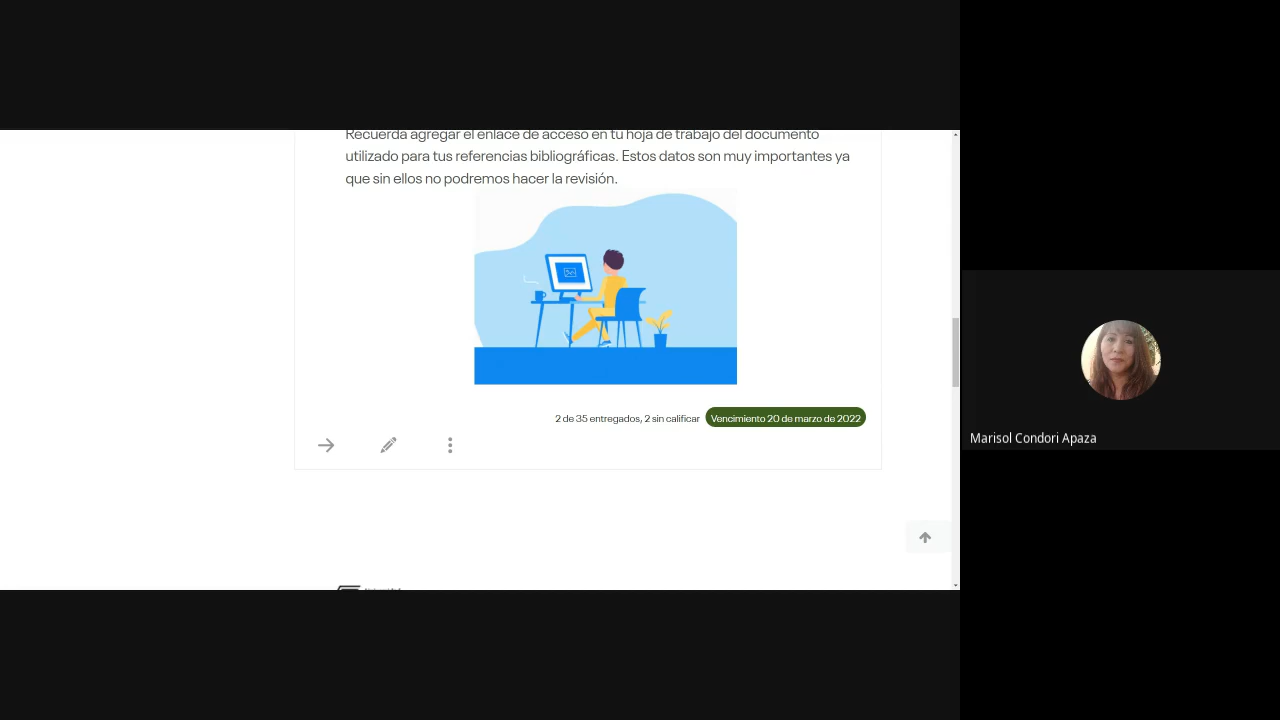 Recuerda agregar el enlace de acceso en tu hoja de trabajo del documento
utilizado para tus referencias bibliográficas. Estos datos son muy importantes ya
que sin ellos no podremos hacer la revisión.
2 de 35 entregados, 2 sin calificar
Vencimiento 20 de marzo de 2022
Marisol Condori Apaza